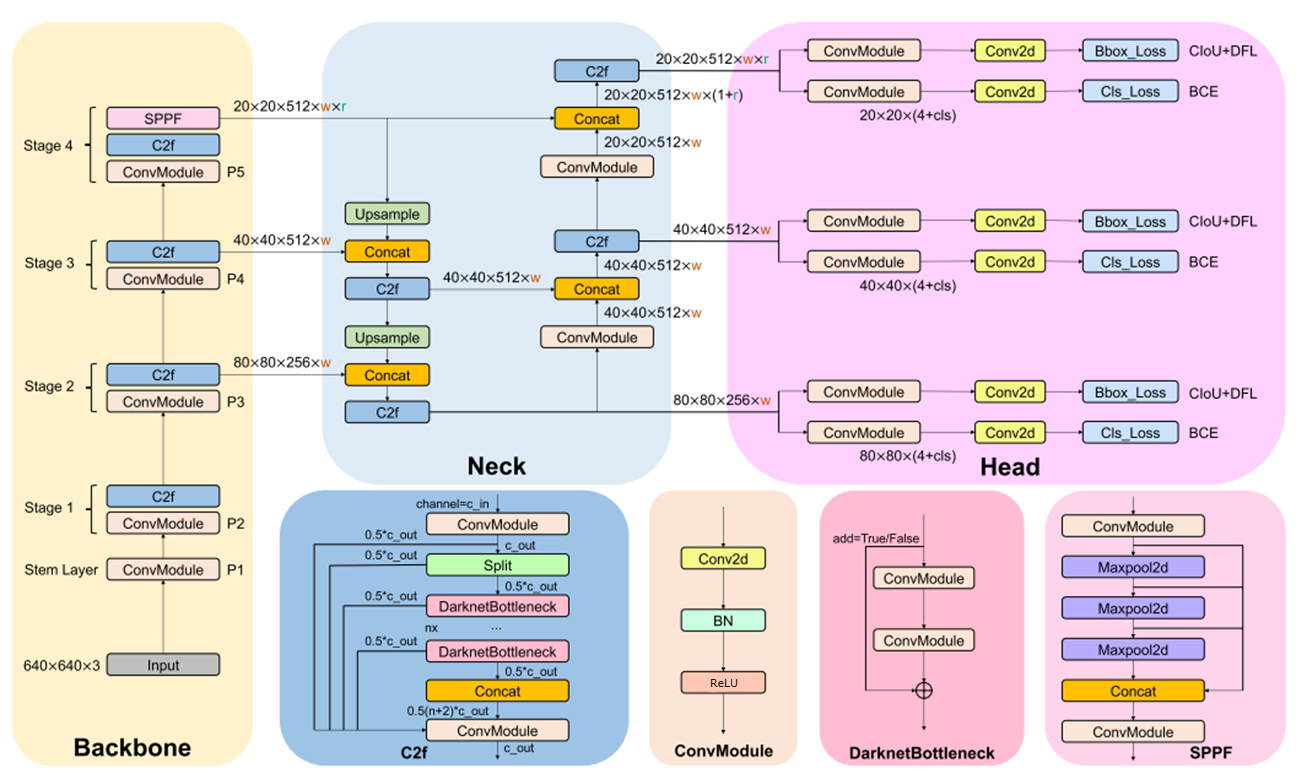 Stage 4
SPPF
C2f
ConvModule
P5
20×20×512×w×r
Stage 3
C2f
ConvModule
P4
40×40×512×w
Stage 2
C2f
ConvModule
P3
80×80×256×w
Stage 1
C2f
ConvModule
P2
Stem Layer
ConvModule
P1
640×640×3
Input
Backbone
Upsample
Concat
C2f
Upsample
Concat
C2f
40×40×512×w
C2f
20×20×512×w×(1+r)
Concat
20×20×512×w
ConvModule
C2f
40×40×512×w
Concat
40×40×512×w
ConvModule
Neck
20×20×512×w×r
ConvModule
Conv2d
Bbox_Loss
CIoU+DFL
ConvModule
Conv2d
Cls_Loss
BCE
20×20×(4+cls)
40×40×512×w
ConvModule
Conv2d
Bbox_Loss
CIoU+DFL
ConvModule
Conv2d
Cls_Loss
BCE
40×40×(4+cls)
80×80×256×w
ConvModule
Conv2d
Bbox_Loss
CIoU+DFL
ConvModule
Conv2d
Cls_Loss
BCE
80×80×(4+cls)
Head
channel=c_in
ConvModule
0.5*c_out
c_out
0.5*c_out
Split
0.5*c_out
0.5*c_out
DarknetBottleneck
nx
...
0.5*c_out
DarknetBottleneck
0.5*c_out
Concat
0.5(n+2)*c_out
ConvModule
c_out
C2f
Conv2d
BN
ReLU
ConvModule
add=True/False
ConvModule
ConvModule
DarknetBottleneck
ConvModule
Maxpool2d
Maxpool2d
Maxpool2d
Concat
ConvModule
SPPF